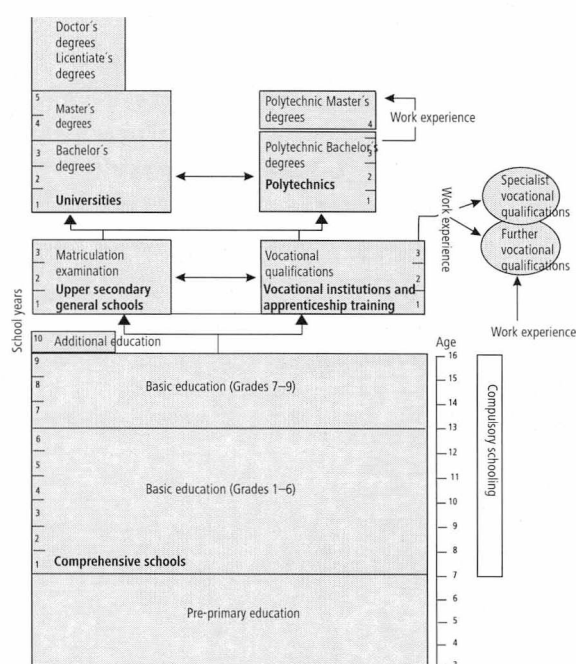 Doctor's
degrees
Licentiate's
degrees
5
4
Master's
degrees
3
2
1
Bachelor's
degrees
Universities
Polytechnic Master's
degrees
4
Work experience
Polytechnic Bachelor's
degrees
Polytechnics
3
2
1
Specialist
vocational
qualifications
Further
vocational
qualifications
Work experience
Work experience
3
2
1
Matriculation
examination
Upper secondary
general schools
Vocational
qualifications
Vocational institutions and
apprenticeship training
3
2
1
School years
10 Additional education
9
8
7
Basic education (Grades 7–9)
6
5
4
3
2
1
Basic education (Grades 1–6)
Comprehensive schools
Pre-primary education
Age
16
15
14
13
12
11
10
9
8
7
6
5
4
3
Compulsory schooling